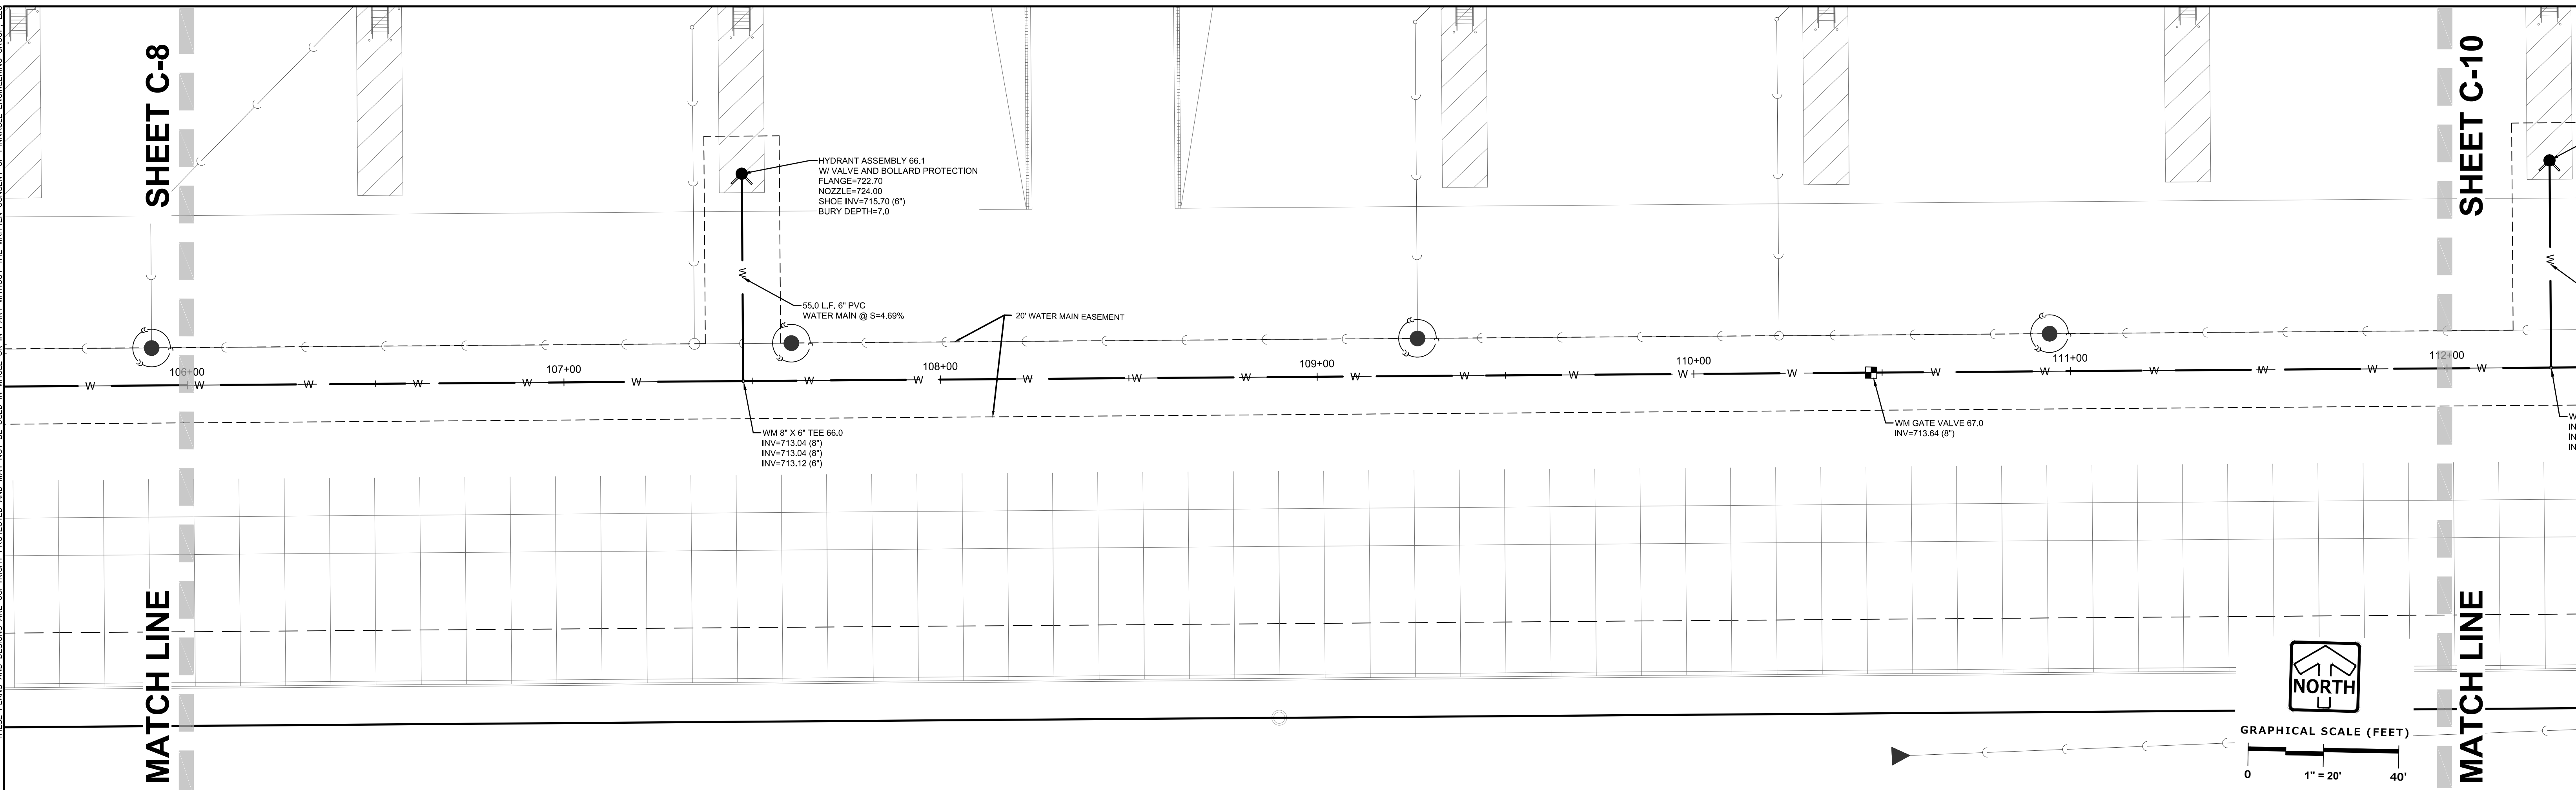 SHEET C-8
MATCH LINE
HYDRANT ASSEMBLY 66.1
W/ VALVE AND BOLLARD PROTECTION
FLANGE=722.70
NOZZLE=724.00
SHOE INV=715.70 (6")
BURY DEPTH=7.0
55.0 L.F. 6" PVC
WATER MAIN @ S=4.69%
20' WATER MAIN EASEMENT
106+00
107+00
108+00
109+00
110+00
111+00
112+00
W W W W W W W W W W W W W W W W W W W W W W W
W
W
WM 8" X 6" TEE 66.0
INV=713.04 (8")
INV=713.04 (8")
INV=713.12 (6")
WM GATE VALVE 67.0
INV=713.64 (8")
SHEET C-10
MATCH LINE
NORTH
GRAPHICAL SCALE (FEET)
0 1" = 20' 40'